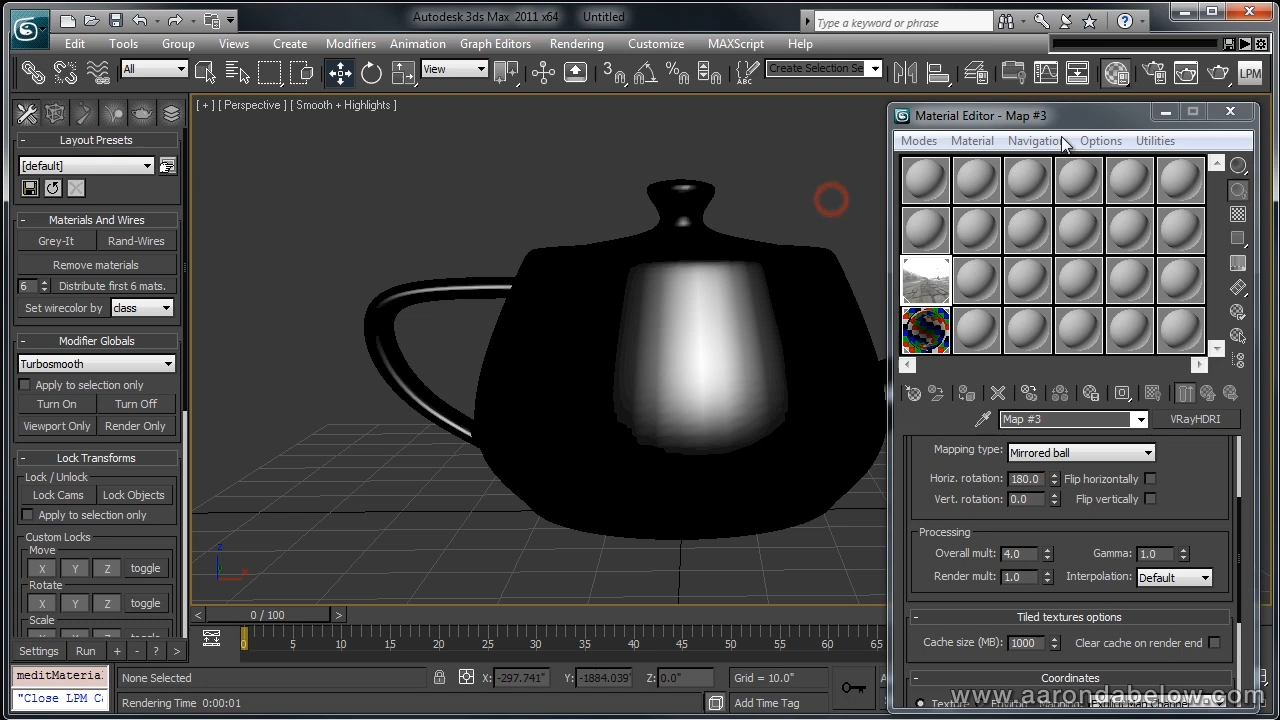 Autodesk 3ds Max 2011 x64 Untitled
Type a keyword or phrase
Edit Tools Group Views Create Modifiers Animation Graph Editors Rendering Customize MAXScript Help
All View Create Selection Se LPM
[ + ] [ Perspective ] [ Smooth + Highlights ]
Layout Presets
[default]
Materials And Wires
Grey-It Rand-Wires
Remove materials
6 Distribute first 6 mats.
Set wirecolor by class
Modifier Globals
Turbosmooth
Apply to selection only
Turn On Turn Off
Viewport Only Render Only
Lock Transforms
Lock / Unlock
Lock Cams Lock Objects
Apply to selection only
Custom Locks
Move
X Y Z toggle
Rotate
X Y Z toggle
Scale
Settings Run + - ? >
Material Editor - Map #3
Modes Material Navigation Options Utilities
Map #3 VRayHDRI
Mapping type: Mirrored ball
Horiz. rotation: 180.0 Flip horizontally
Vert. rotation: 0.0 Flip vertically
Processing
Overall mult: 4.0 Gamma: 1.0
Render mult: 1.0 Interpolation: Default
Tiled textures options
Cache size (MB): 1000 Clear cache on render end
Coordinates
< 0 / 100 >
0 5 10 15 20 25 30 35 40 45 50 55 60 65
meditMateria
"Close LPM C
None Selected X: -297.741" Y: -1884.039" Z: 0.0" Grid = 10.0"
Rendering Time 0:00:01 Add Time Tag
www.aarondabelow.com